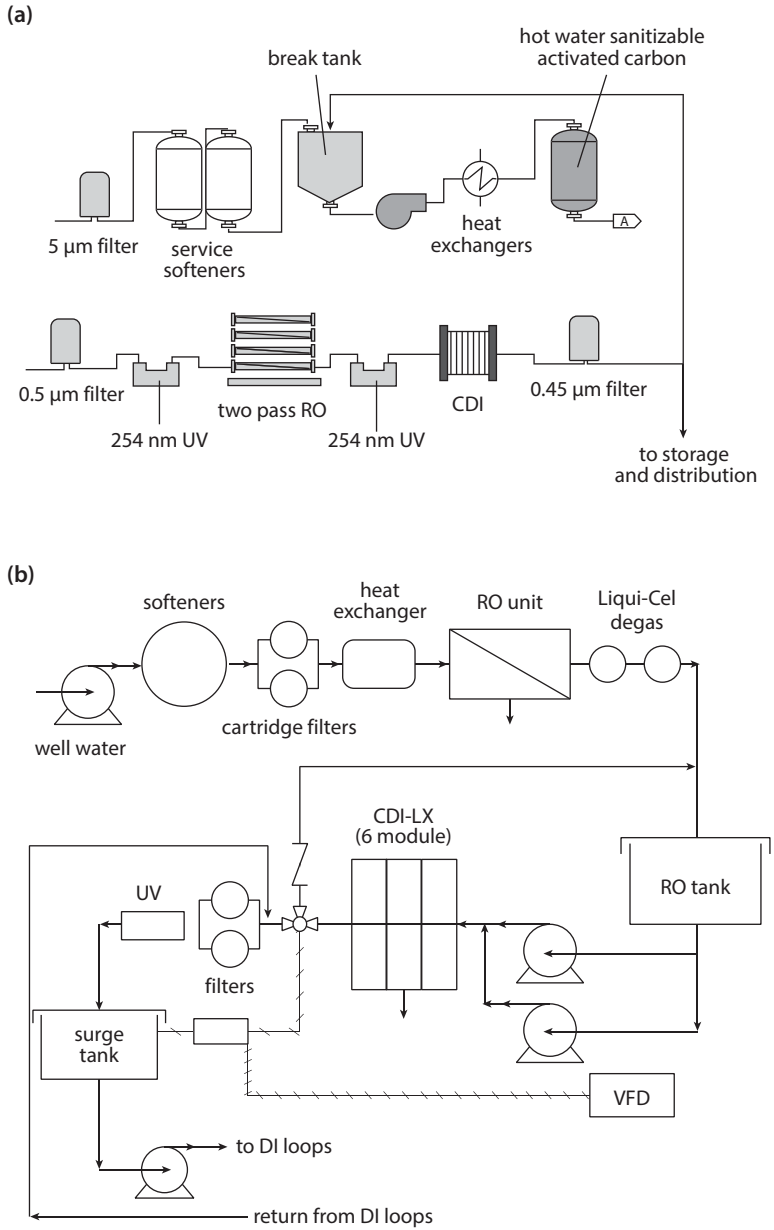 (a)
hot water sanitizable
activated carbon
break tank
A
5 μm filter
service
softeners
heat
exchangers
0.5 μm filter
254 nm UV
two pass RO
254 nm UV
CDI
0.45 μm filter
to storage
and distribution
(b)
softeners
heat
exchanger
RO unit
Liqui-Cel
degas
well water
cartridge filters
CDI-LX
(6 module)
RO tank
UV
filters
surge
tank
VFD
to DI loops
return from DI loops